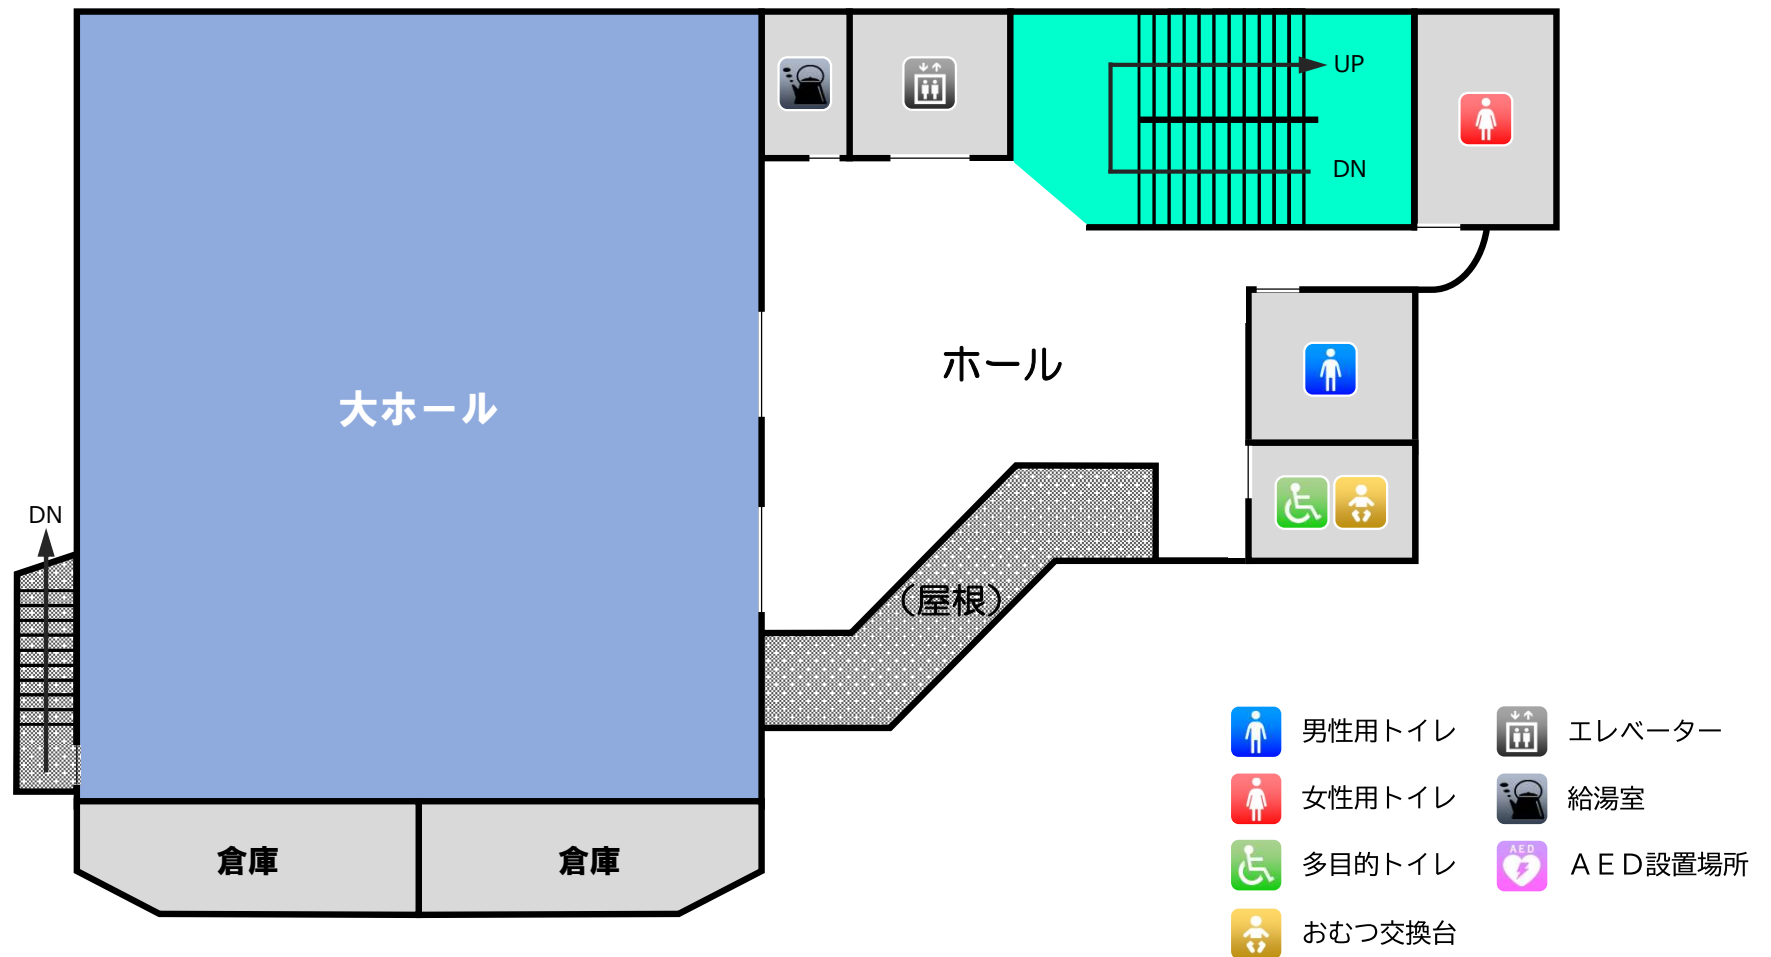 UP
DN
ホール
大ホール
DN
（屋根）
倉庫
倉庫
男性用トイレ
女性用トイレ
多目的トイレ
おむつ交換台
エレベーター
給湯室
AED
ＡＥＤ設置場所